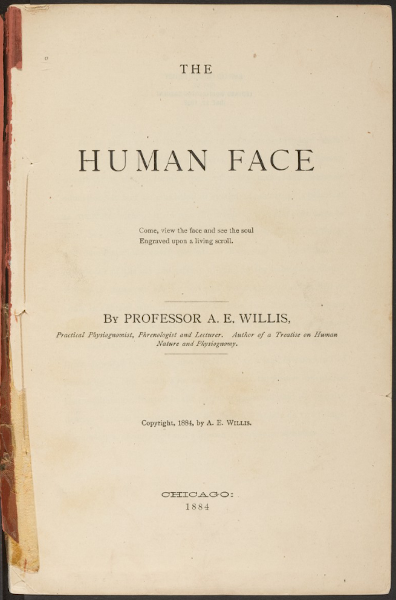 THE
HUMAN FACE
Come, view the face and see the soul
Engraved upon a living scroll.
By PROFESSOR A. E. WILLIS,
Practical Physiognomist, Phrenologist and Lecturer. Author of a Treatise on Human
Nature and Physiognomy.
Copyright, 1884, by A. E. Willis.
CHICAGO:
1884